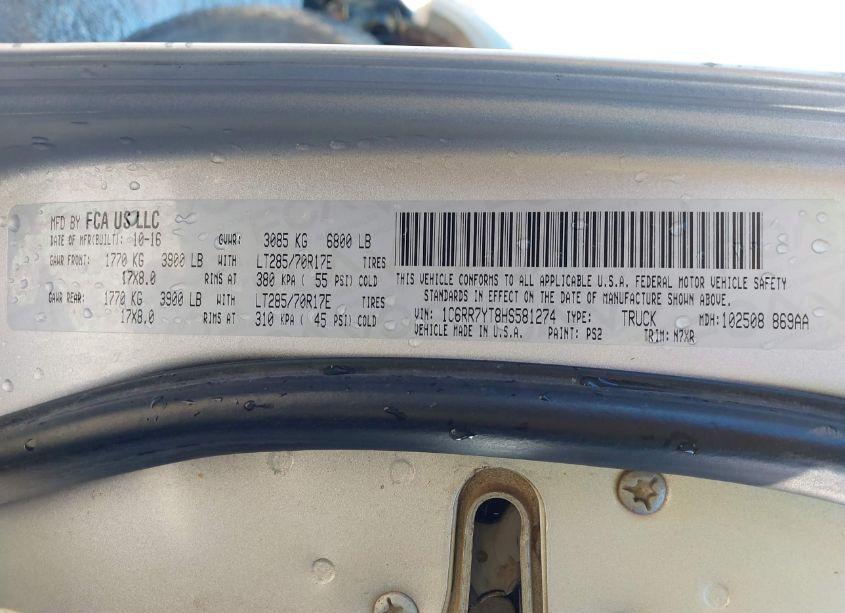 MFD BY FCA US LLC
DATE OF MFR(BUILT): 10-16 GVWR: 3085 KG 6800 LB
GAWR FRONT: 1770 KG 3900 LB WITH LT285/70R17E TIRES
17X8.0 RIMS AT 380 KPA ( 55 PSI) COLD
GAWR REAR: 1770 KG 3900 LB WITH LT285/70R17E TIRES
17X8.0 RIMS AT 310 KPA ( 45 PSI) COLD
THIS VEHICLE CONFORMS TO ALL APPLICABLE U.S.A. FEDERAL MOTOR VEHICLE SAFETY
STANDARDS IN EFFECT ON THE DATE OF MANUFACTURE SHOWN ABOVE.
VIN: 1C6RR7YT8HS581274 TYPE: TRUCK MDH: 102508 869AA
VEHICLE MADE IN U.S.A. PAINT: PS2 TRIM: N7XR